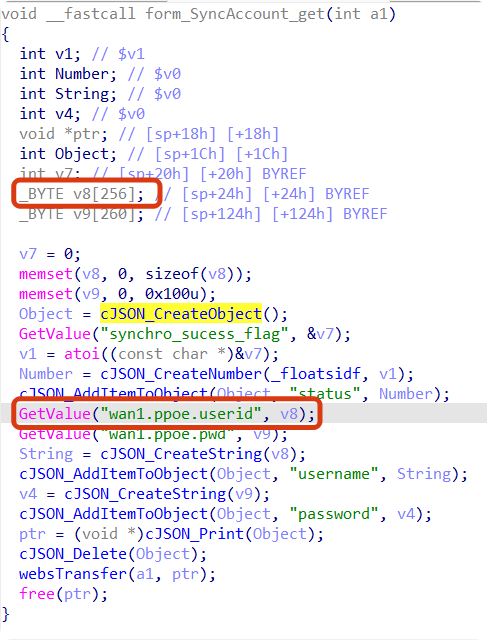 void __fastcall form_SyncAccount_get(int a1)
{
int v1; // $v1
int Number; // $v0
int String; // $v0
int v4; // $v0
void *ptr; // [sp+18h] [+18h]
int Object; // [sp+1Ch] [+1Ch]
int v7; // [sp+20h] [+20h] BYREF
_BYTE v8[256]; // [sp+24h] [+24h] BYREF
_BYTE v9[260]; // [sp+124h] [+124h] BYREF
v7 = 0;
memset(v8, 0, sizeof(v8));
memset(v9, 0, 0x100u);
Object = cJSON_CreateObject();
GetValue("synchro_sucess_flag", &v7);
v1 = atoi((const char *)&v7);
Number = cJSON_CreateNumber(_floatsidf, v1);
cJSON_AddItemToObject(Object, "status", Number);
GetValue("wan1.ppoe.userid", v8);
GetValue("wan1.ppoe.pwd", v9);
String = cJSON_CreateString(v8);
cJSON_AddItemToObject(Object, "username", String);
v4 = cJSON_CreateString(v9);
cJSON_AddItemToObject(Object, "password", v4);
ptr = (void *)cJSON_Print(Object);
cJSON_Delete(Object);
websTransfer(a1, ptr);
free(ptr);
}